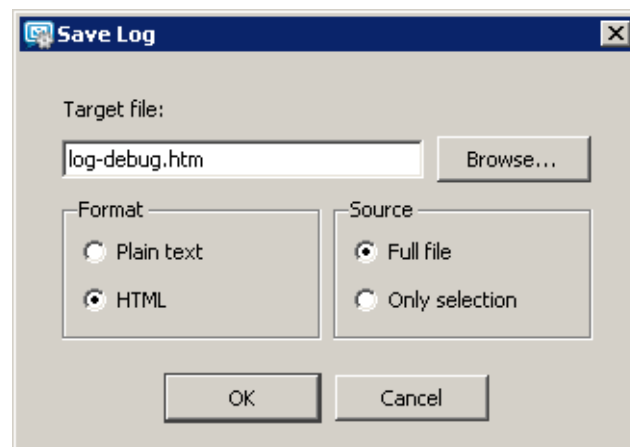 Save Log
Target file:
log-debug.htm
Browse...
Format
Source
Plain text
Full file
HTML
Only selection
OK
Cancel